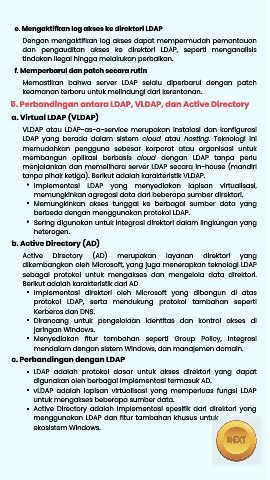 e. Mengaktifkan log akses ke direktori LDAP
Dengan mengaktifkan log akses dapat mempermudah pemantauan
dan pengauditan akses ke direktori LDAP, seperti menganalisis
tindakan ilegal hingga melakukan perbaikan.
f. Memperbarui dan patch secara rutin
Memastikan bahwa server LDAP selalu diperbarui dengan patch
keamanan terbaru untuk melindungi dari kerentanan.
5. Perbandingan antara LDAP, VLDAP, dan Active Directory
a. Virtual LDAP (VLDAP)
VLDAP atau LDAP-as-a-service merupakan instalasi dan konfigurasi
LDAP yang berada dalam sistem cloud atau hosting. Teknologi ini
memudahkan pengguna sebesar korporat atau organisasi untuk
membangun aplikasi berbasis cloud dengan LDAP tanpa perlu
menjalankan dan memelihara server LDAP secara in-house (mandiri
tanpa pihak ketiga). Berikut adalah karakteristik VLDAP.
• Implementasi LDAP yang menyediakan lapisan virtualisasi,
memungkinkan agregasi data dari beberapa sumber direktori.
• Memungkinkan akses tunggal ke berbagai sumber data yang
berbeda dengan menggunakan protokol LDAP.
• Sering digunakan untuk integrasi direktori dalam lingkungan yang
heterogen.
b. Active Directory (AD)
Active Directory (AD) merupakan layanan direktori yang
dikembangkan oleh Microsoft, yang juga menerapkan teknologi LDAP
sebagai protokol untuk mengakses dan mengelola data direktori.
Berikut adalah karakteristik dari AD
• Implementasi direktori oleh Microsoft yang dibangun di atas
protokol LDAP, serta mendukung protokol tambahan seperti
Kerberos dan DNS.
• Dirancang untuk pengelolaan identitas dan kontrol akses di
jaringan Windows.
• Menyediakan fitur tambahan seperti Group Policy, integrasi
mendalam dengan sistem Windows, dan manajemen domain.
c. Perbandingan dengan LDAP
• LDAP adalah protokol dasar untuk akses direktori yang dapat
digunakan oleh berbagai implementasi termasuk AD.
• vLDAP adalah lapisan virtualisasi yang memperluas fungsi LDAP
untuk mengakses beberapa sumber data.
• Active Directory adalah implementasi spesifik dari direktori yang
menggunakan LDAP dan fitur tambahan khusus untuk
ekosistem Windows.
NEXT